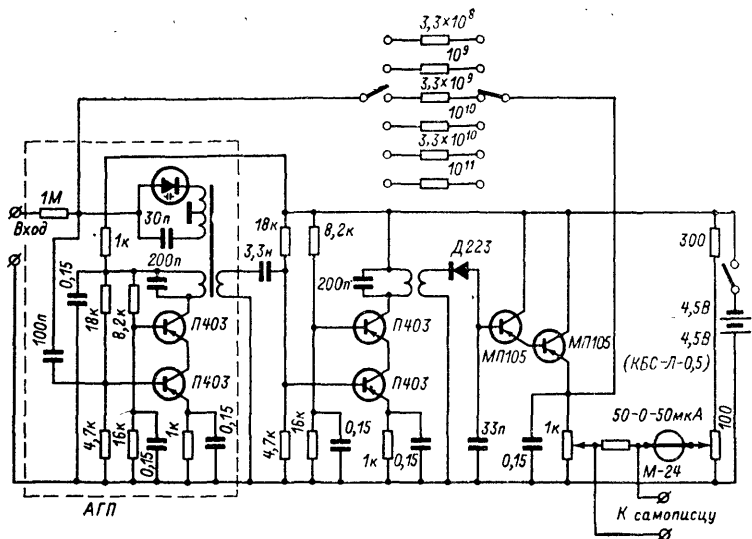 3,3×10⁸
10⁹
3,3×10⁹
10¹⁰
3,3×10¹⁰
10¹¹
1М
Вход
30п
1к
3,3н
18к
8,2к
Д223
300
0,15
200п
200п
4,5В
4,5В
(КБС-Л-0,5)
100п
18к
8,2к
П403
П403
МП105
МП105
П403
П403
50-0-50мкА
100
4,7к
16к
0,15
1к
0,15
4,7к
16к
0,15
1к
0,15
33п
0,15
1к
М-24
АГП
К самописцу